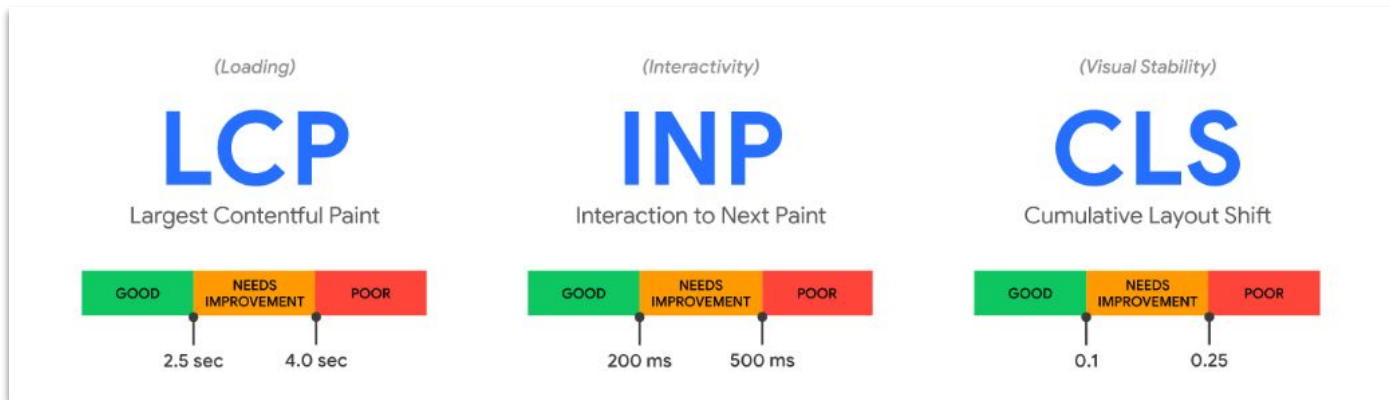 (Loading)
LCP
Largest Contentful Paint
GOOD
NEEDS
IMPROVEMENT
POOR
2.5 sec
4.0 sec
(Interactivity)
INP
Interaction to Next Paint
GOOD
NEEDS
IMPROVEMENT
POOR
200 ms
500 ms
(Visual Stability)
CLS
Cumulative Layout Shift
GOOD
NEEDS
IMPROVEMENT
POOR
0.1
0.25